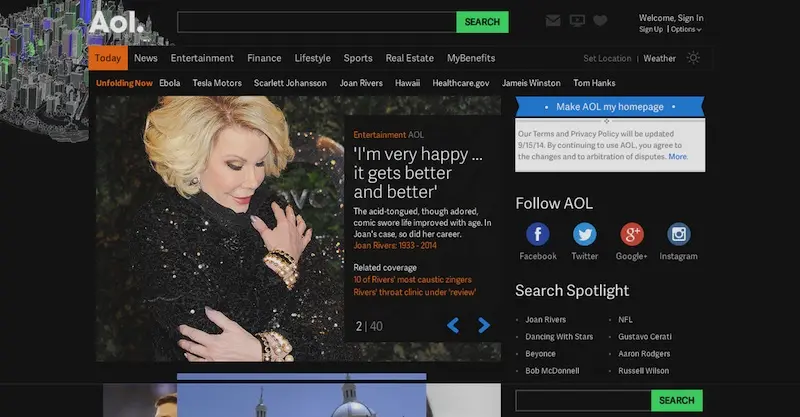 Aol.
SEARCH
Welcome, Sign In
Sign Up | Options
Today News Entertainment Finance Lifestyle Sports Real Estate MyBenefits Set Location | Weather
Unfolding Now Ebola Tesla Motors Scarlett Johansson Joan Rivers Hawaii Healthcare.gov Jameis Winston Tom Hanks
Entertainment AOL
'I'm very happy ...
it gets better
and better'
The acid-tongued, though adored,
comic swore life improved with age. In
Joan's case, so did her career.
Joan Rivers: 1933 - 2014
Related coverage
10 of Rivers' most caustic zingers
Rivers' throat clinic under 'review'
2 | 40
• Make AOL my homepage •
Our Terms and Privacy Policy will be updated
9/15/14. By continuing to use AOL, you agree to
the changes and to arbitration of disputes. More.
Follow AOL
f
g+
Facebook Twitter Google+ Instagram
Search Spotlight
• Joan Rivers • NFL
• Dancing With Stars • Gustavo Cerati
• Beyonce • Aaron Rodgers
• Bob McDonnell • Russell Wilson
SEARCH